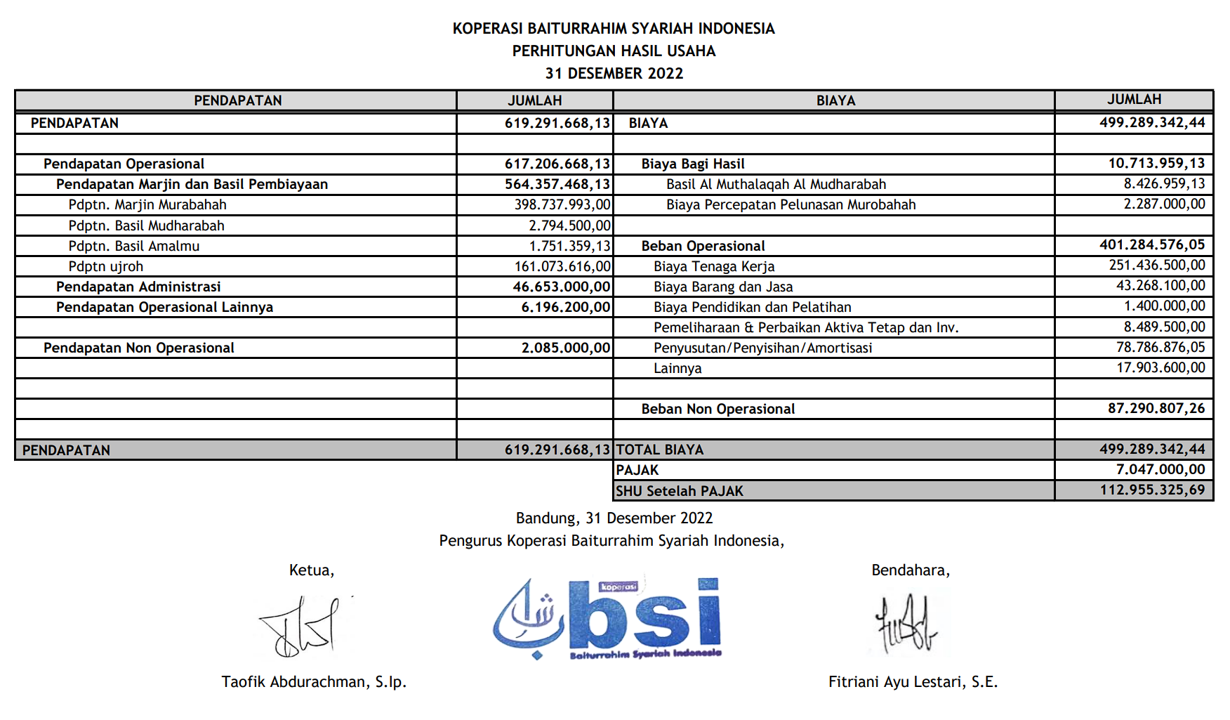 KOPERASI BAITURRAHIM SYARIAH INDONESIA
PERHITUNGAN HASIL USAHA
31 DESEMBER 2022
PENDAPATAN JUMLAH BIAYA JUMLAH
PENDAPATAN 619.291.668,13 BIAYA 499.289.342,44
Pendapatan Operasional 617.206.668,13 Biaya Bagi Hasil 10.713.959,13
Pendapatan Marjin dan Basil Pembiayaan 564.357.468,13 Basil Al Muthalaqah Al Mudharabah 8.426.959,13
Pdptn. Marjin Murabahah 398.737.993,00 Biaya Percepatan Pelunasan Murobahah 2.287.000,00
Pdptn. Basil Mudharabah 2.794.500,00
Pdptn. Basil Amalmu 1.751.359,13 Beban Operasional 401.284.576,05
Pdptn ujroh 161.073.616,00 Biaya Tenaga Kerja 251.436.500,00
Pendapatan Administrasi 46.653.000,00 Biaya Barang dan Jasa 43.268.100,00
Pendapatan Operasional Lainnya 6.196.200,00 Biaya Pendidikan dan Pelatihan 1.400.000,00
Pemeliharaan & Perbaikan Aktiva Tetap dan Inv. 8.489.500,00
Pendapatan Non Operasional 2.085.000,00 Penyusutan/Penyisihan/Amortisasi 78.786.876,05
Lainnya 17.903.600,00
Beban Non Operasional 87.290.807,26
PENDAPATAN 619.291.668,13 TOTAL BIAYA 499.289.342,44
PAJAK 7.047.000,00
SHU Setelah PAJAK 112.955.325,69
Bandung, 31 Desember 2022
Pengurus Koperasi Baiturrahim Syariah Indonesia,
Ketua, Bendahara,
koperasi
bsi
Baiturrahim Syariah Indonesia
Taofik Abdurachman, S.Ip. Fitriani Ayu Lestari, S.E.